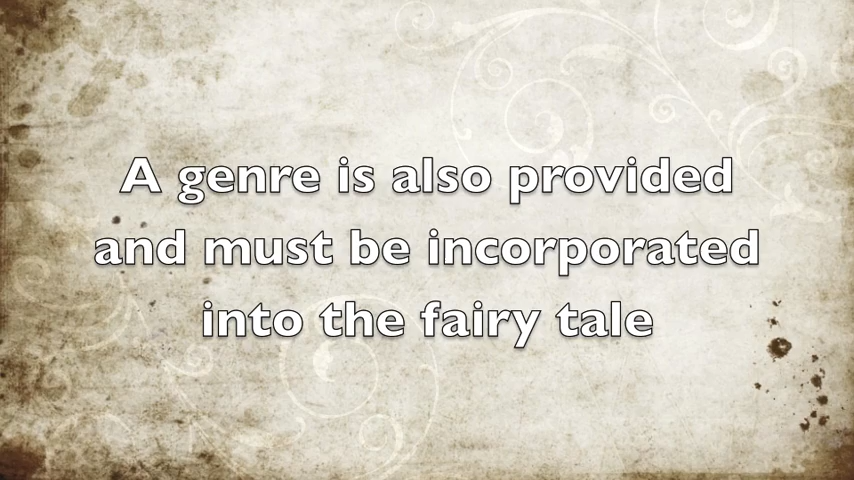 A genre is also provided
and must be incorporated
into the fairy tale